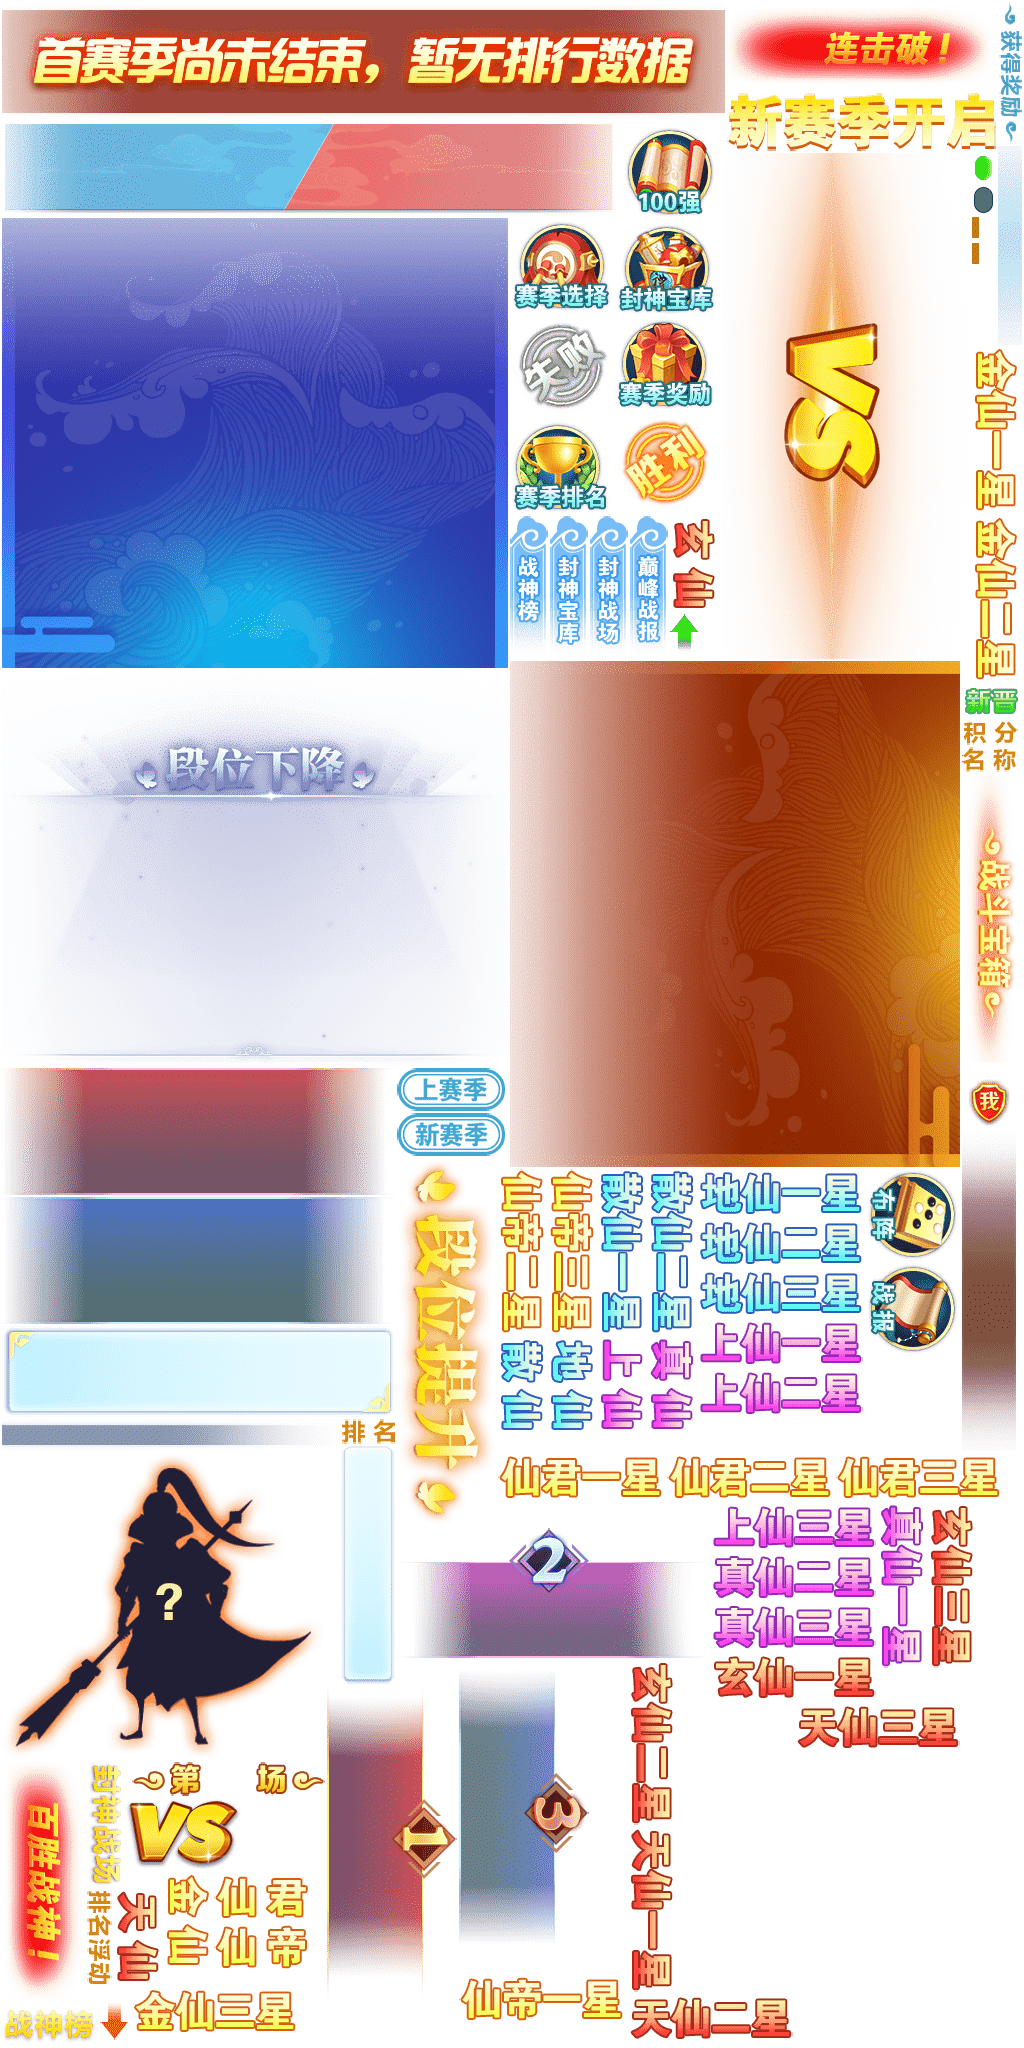 首赛季尚未结束，暂无排行数据
连击破！
获得奖励
新赛季开启
100强
赛季选择
封神宝库
失败
赛季奖励
赛季排名
胜利
VS
战神榜
封神宝库
封神战场
巅峰战报
玄仙
金仙一星
金仙二星
新晋
积分
名称
段位下降
战斗宝箱
我
上赛季
新赛季
段位提升
仙帝二星
仙帝三星
散仙一星
散仙二星
地仙一星
地仙二星
地仙三星
上仙一星
上仙二星
布阵
战报
散仙
地仙
上仙
真仙
排名
仙君一星
仙君二星
仙君三星
上仙三星
真仙二星
真仙三星
玄仙一星
真仙一星
玄仙三星
天仙三星
2
?
玄仙二星
天仙一星
1
3
百胜战神！
封神战场
第 场
VS
排名浮动
天仙
金仙
仙君
仙帝
战神榜
金仙三星
仙帝一星
天仙二星